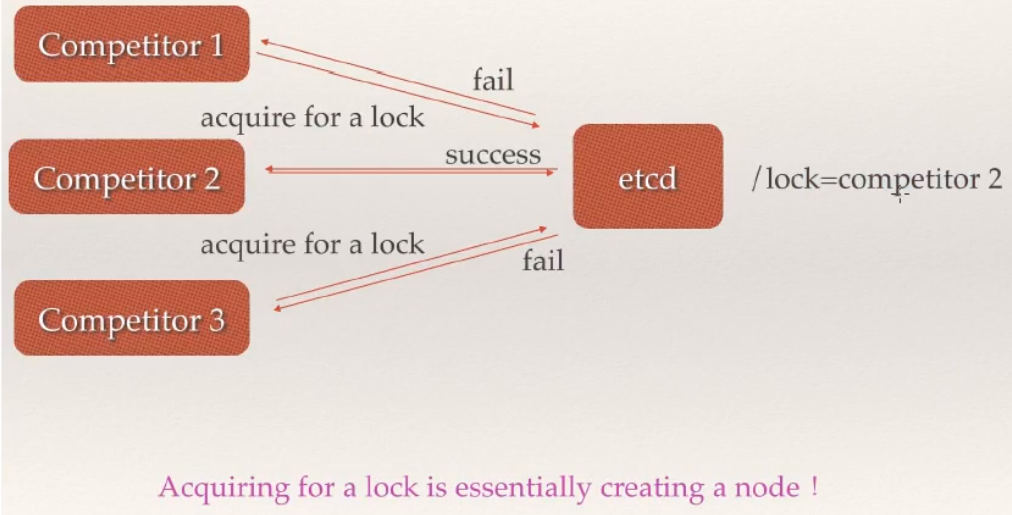 Competitor 1
fail
acquire for a lock
success
Competitor 2
etcd
/lock=competitor 2
acquire for a lock
fail
Competitor 3
Acquiring for a lock is essentially creating a node !